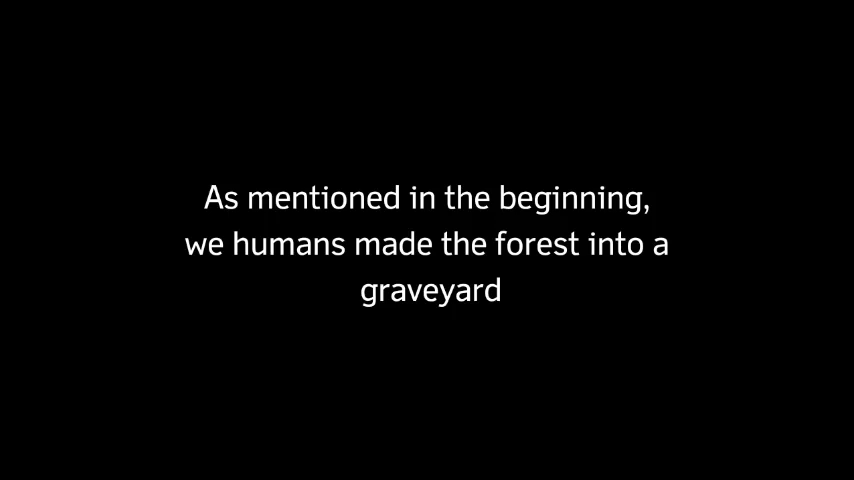 As mentioned in the beginning,
we humans made the forest into a
graveyard